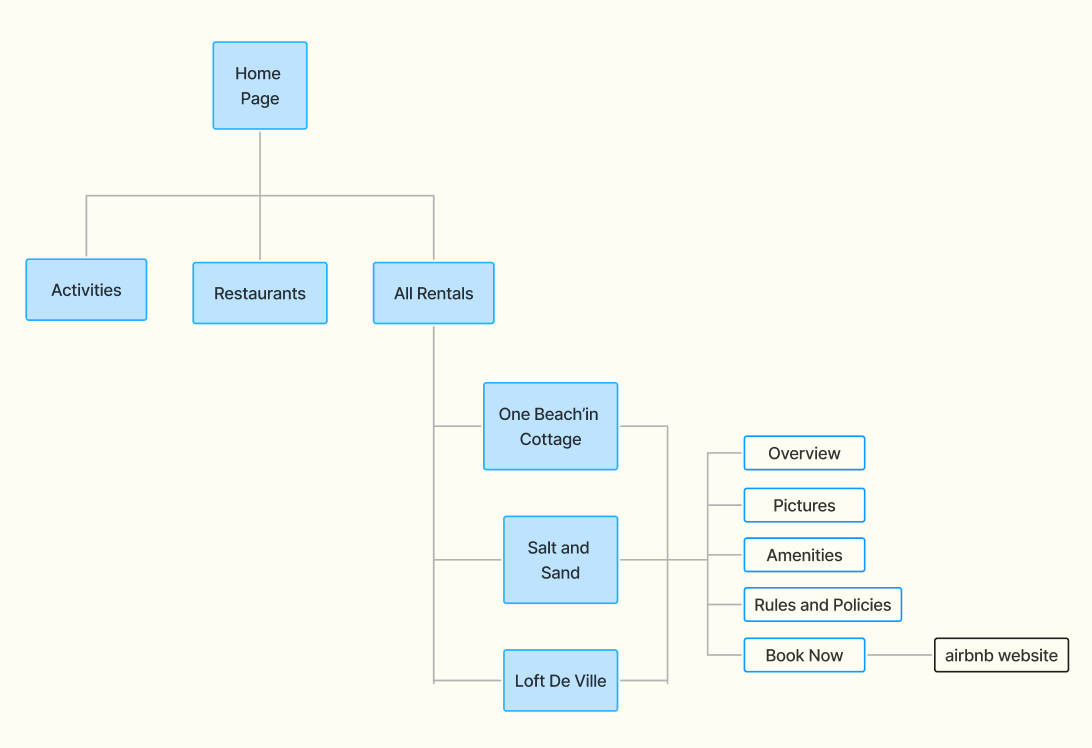 Home
Page
Activities
Restaurants
All Rentals
One Beach’in
Cottage
Salt and
Sand
Loft De Ville
Overview
Pictures
Amenities
Rules and Policies
Book Now
airbnb website